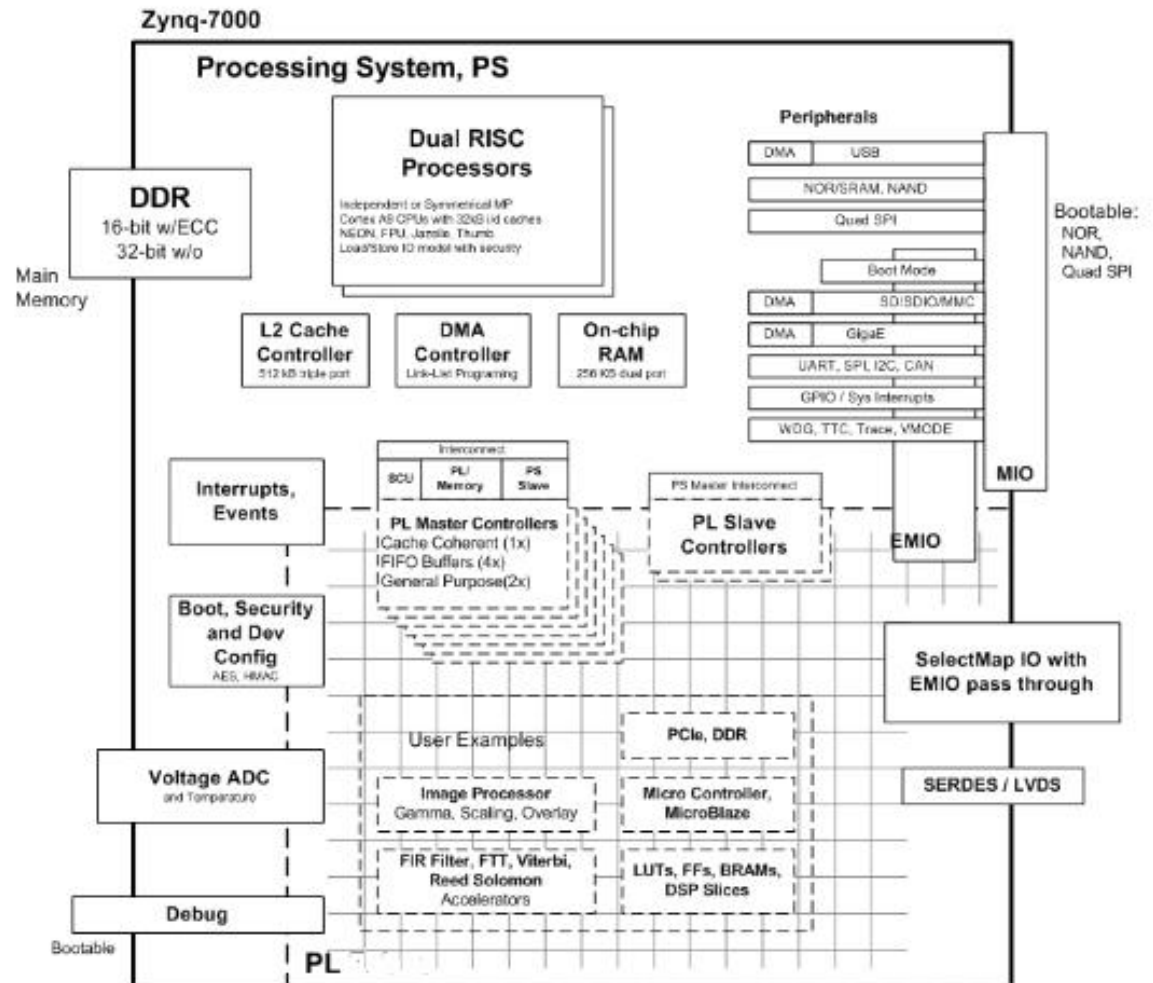 Zynq-7000
Processing System, PS
Dual RISC
Processors
Independent or Symmetrical MP
Cortex A9 CPUs with 32kB i/d caches
NEON, FPU, Jazelle, Thumb
Load/Store IO model with security
DDR
16-bit w/ECC
32-bit w/o
Main
Memory
L2 Cache
Controller
512 kB triple port
DMA
Controller
Link-List Programing
On-chip
RAM
256 KB dual port
Peripherals
DMA USB
NOR/SRAM, NAND
Quad SPI
Boot Mode
DMA SD/SDIO/MMC
DMA GigaE
UART, SPI, I2C, CAN
GPIO / Sys Interrupts
WDG, TTC, Trace, VMODE
MIO
EMIO
Bootable:
NOR,
NAND,
Quad SPI
Interrupts,
Events
Interconnect
SCU
PL/
Memory
PS
Slave
PL Master Controllers
Cache Coherent (1x)
FIFO Buffers (4x)
General Purpose(2x)
PS Master Interconnect
PL Slave
Controllers
Boot, Security
and Dev
Config
AES, HMAC
SelectMap IO with
EMIO pass through
User Examples
PCIe, DDR
Voltage ADC
and Temperature
Image Processor
Gamma, Scaling, Overlay
Micro Controller,
MicroBlaze
SERDES / LVDS
FIR Filter, FTT, Viterbi,
Reed Solomon
Accelerators
LUTs, FFs, BRAMs,
DSP Slices
Debug
Bootable
PL